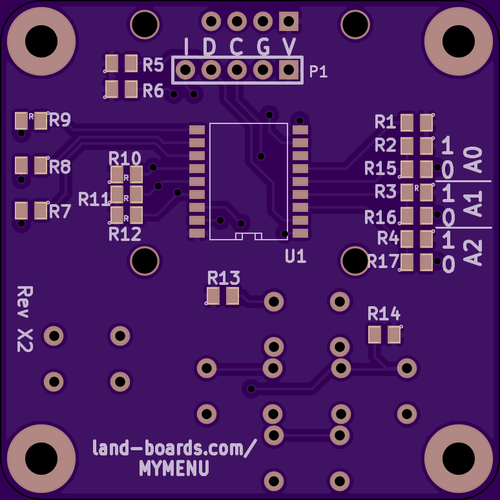 I D C G V
P1
R5
R6
R9
R
R8
R7
R10
R
R11
R
R12
R
U1
R1
R2
R15
R3
R
R16
R4
R17
1
0
A0
1
0
A1
1
0
A2
R13
R14
Rev X2
land-boards.com/
MYMENU